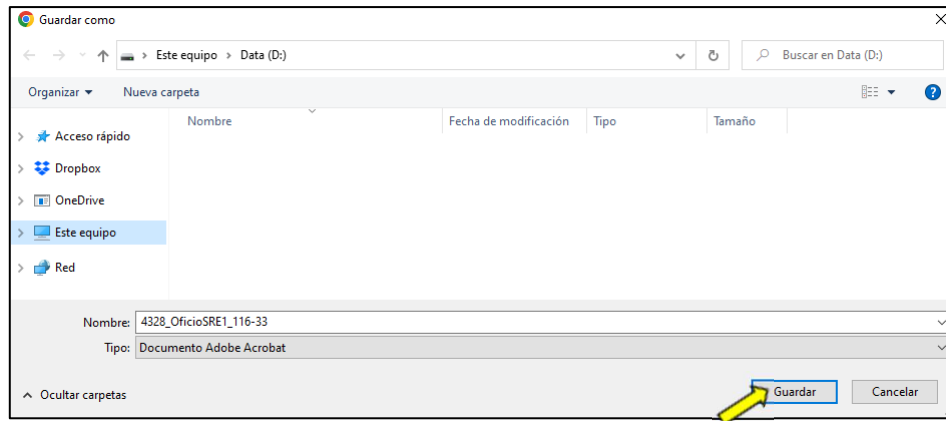 Guardar como
Este equipo > Data (D:)
Buscar en Data (D:)
Organizar
Nueva carpeta
Nombre
Fecha de modificación
Tipo
Tamaño
Acceso rápido
Dropbox
OneDrive
Este equipo
Red
Nombre: 4328_OficioSRE1_116-33
Tipo: Documento Adobe Acrobat
Ocultar carpetas
Guardar
Cancelar